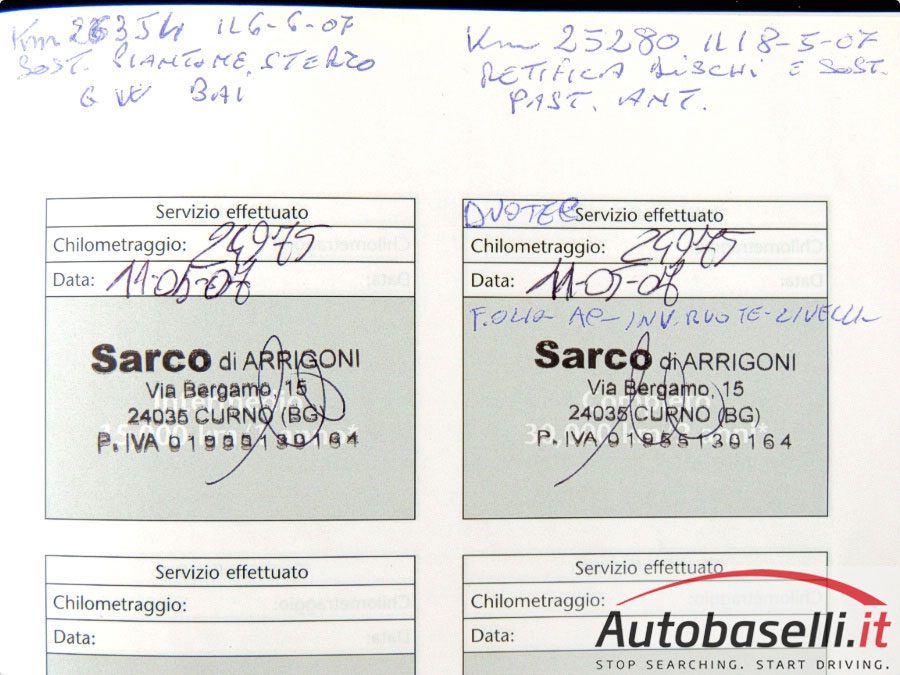 Km 26354 IL 6-6-07
SOST. PIANTONE STERZO
Km 25280 IL 18-5-07
RETIFICA DISCHI E SOST.
PAST. ANT.
Servizio effettuato
Chilometraggio: 24975
Data: 11-05-07
Sarco di ARRIGONI
Via Bergamo, 15
24035 CURNO (BG)
P. IVA 01955130164
Servizio effettuato
Chilometraggio: 24975
Data: 11-05-07
INV. RUOTE - LIVELLI
Sarco di ARRIGONI
Via Bergamo, 15
24035 CURNO (BG)
P. IVA 01955130164
Servizio effettuato
Chilometraggio:
Data:
Servizio effettuato
Chilometraggio:
Data:
Autobaselli.it
STOP SEARCHING. START DRIVING.